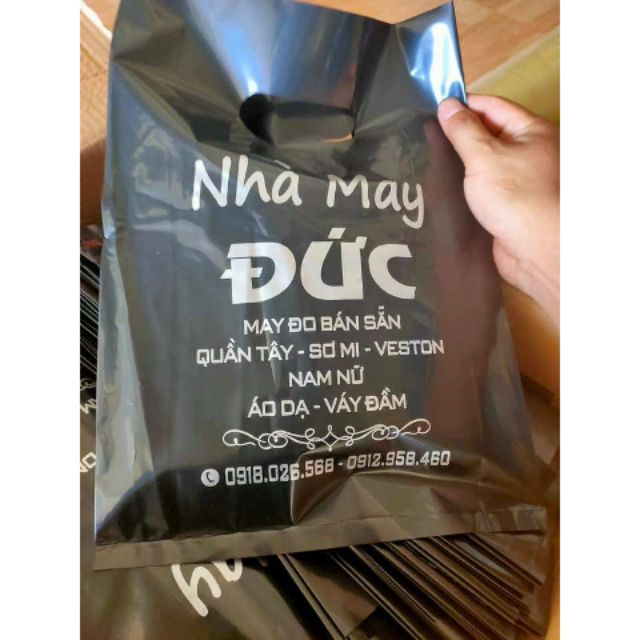 Nhà May
ĐỨC
MAY ĐO BÁN SẴN
QUẦN TÂY - SƠ MI - VESTON
NAM NỮ
ÁO DẠ - VÁY ĐẦM
0918.026.568 - 0912.958.460